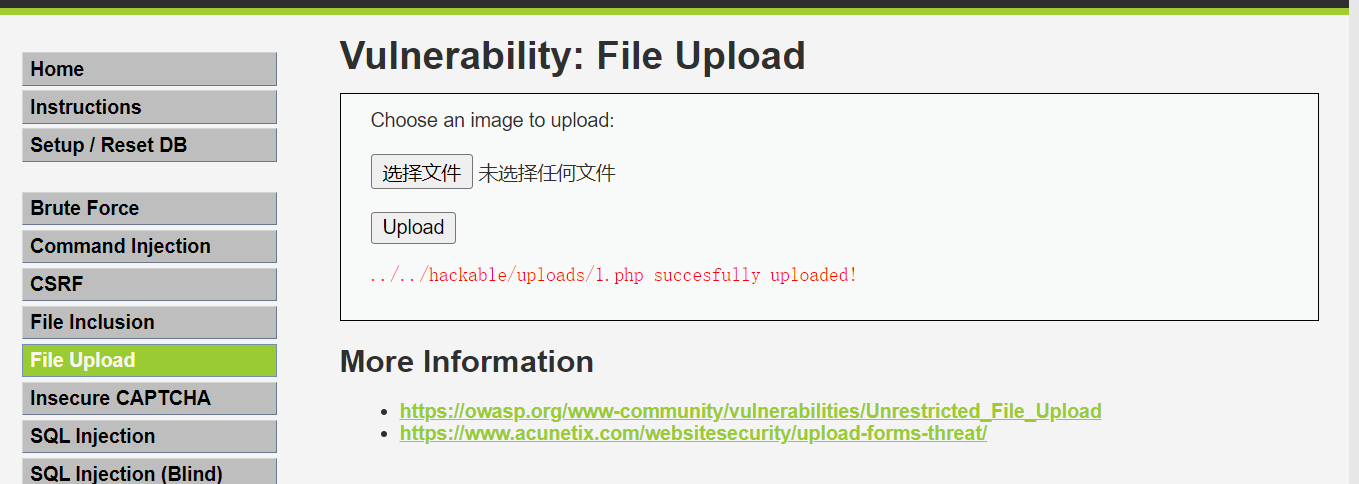 Home
Instructions
Setup / Reset DB
Brute Force
Command Injection
CSRF
File Inclusion
File Upload
Insecure CAPTCHA
SQL Injection
SQL Injection (Blind)
Vulnerability: File Upload
Choose an image to upload:
选择文件 未选择任何文件
Upload
../../hackable/uploads/1.php succesfully uploaded!
More Information
https://owasp.org/www-community/vulnerabilities/Unrestricted_File_Upload
https://www.acunetix.com/websitesecurity/upload-forms-threat/